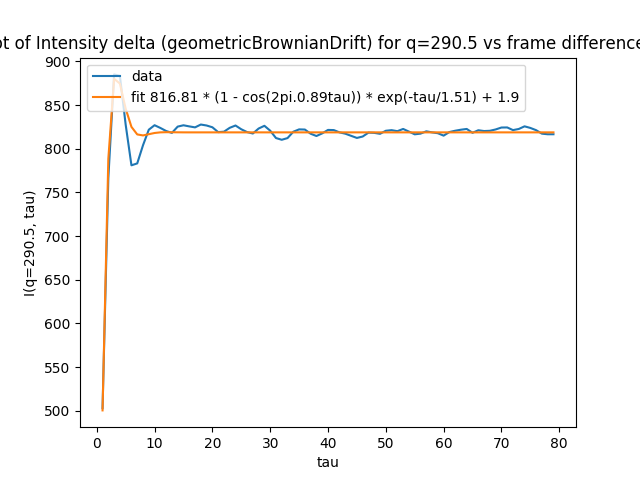 ot of Intensity delta (geometricBrownianDrift) for q=290.5 vs frame difference
data
fit 816.81 * (1 - cos(2pi.0.89tau)) * exp(-tau/1.51) + 1.9
I(q=290.5, tau)
900
850
800
750
700
650
600
550
500
0 10 20 30 40 50 60 70 80
tau